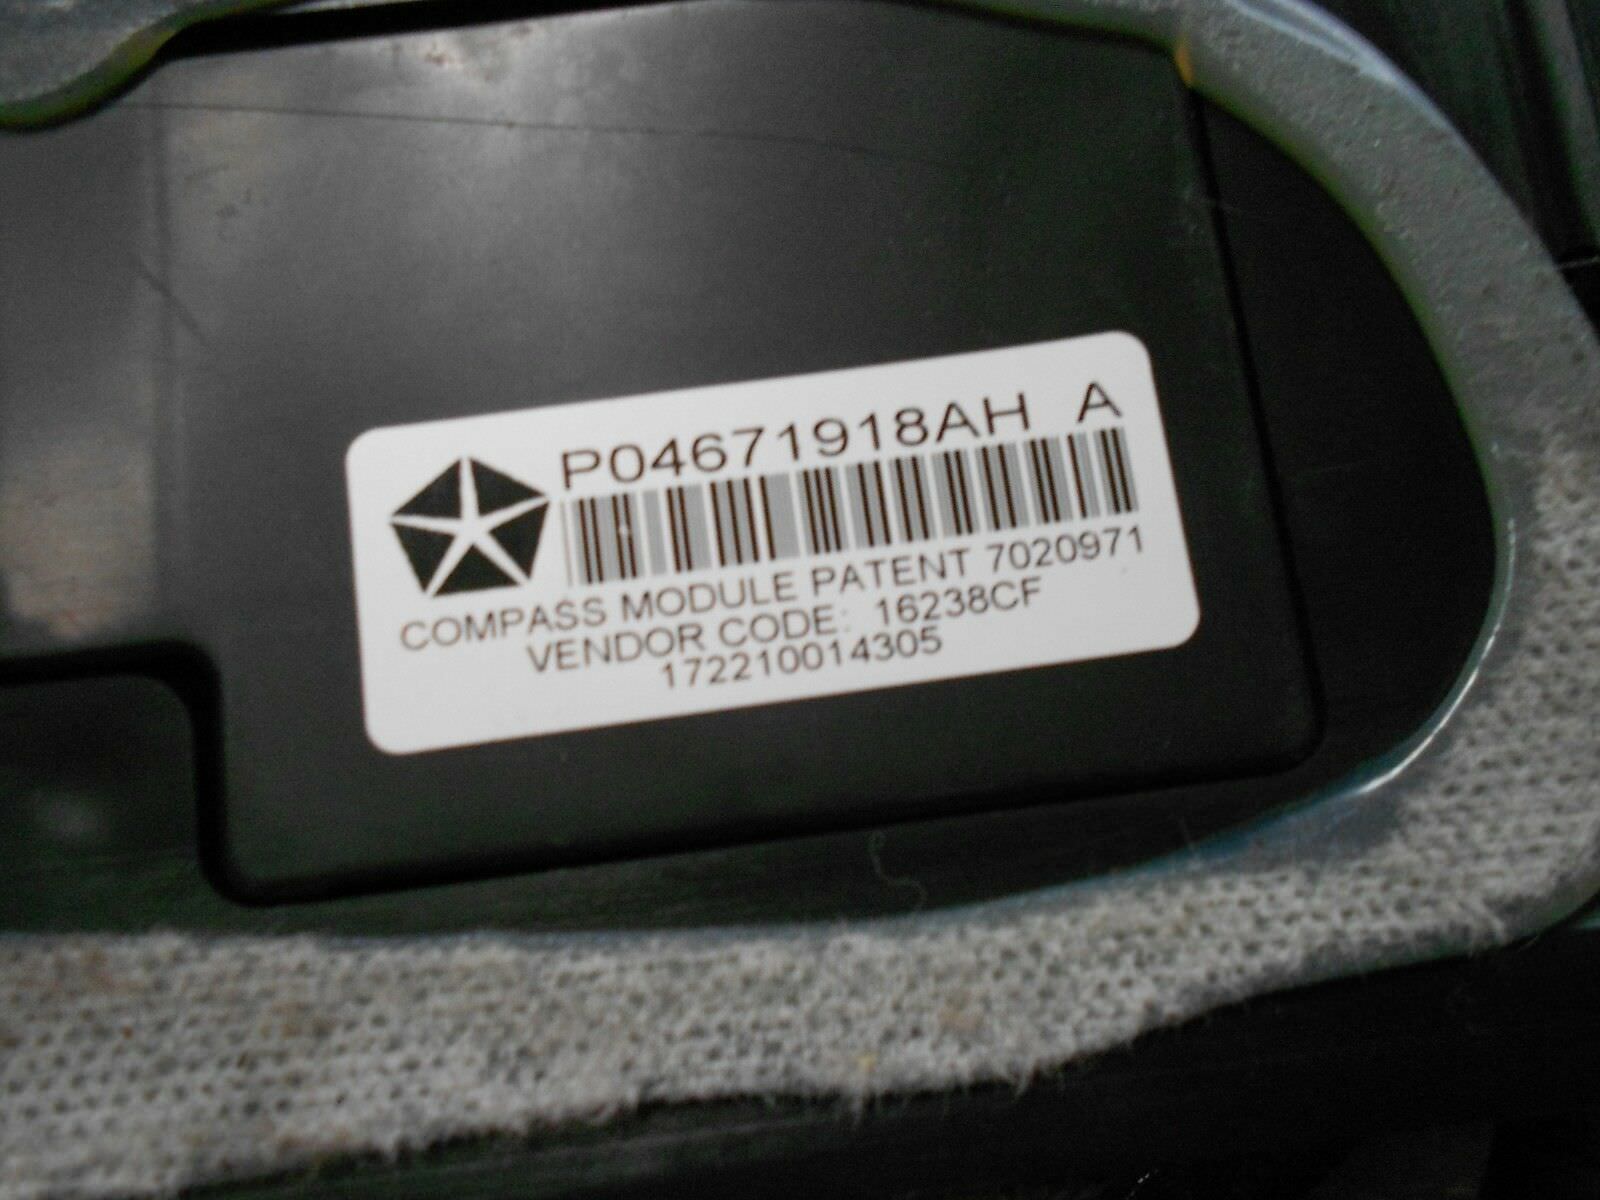 P04671918AH A
COMPASS MODULE PATENT 7020971
VENDOR CODE: 16238CF
172210014305